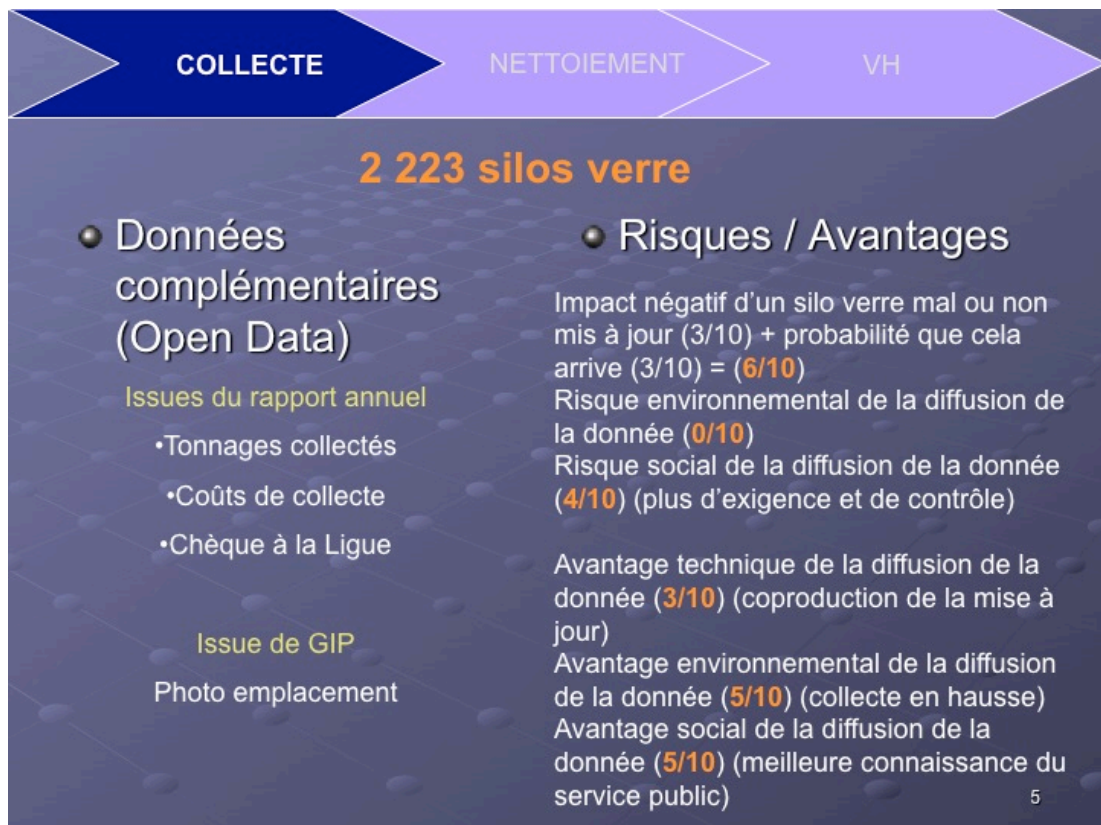 COLLECTE
NETTOIEMENT
VH
2 223 silos verre
Données
complémentaires
(Open Data)
Issues du rapport annuel
•Tonnages collectés
•Coûts de collecte
•Chèque à la Ligue
Issue de GIP
Photo emplacement
Risques / Avantages
Impact négatif d’un silo verre mal ou non
mis à jour (3/10) + probabilité que cela
arrive (3/10) = (6/10)
Risque environnemental de la diffusion de
la donnée (0/10)
Risque social de la diffusion de la donnée
(4/10) (plus d’exigence et de contrôle)
Avantage technique de la diffusion de la
donnée (3/10) (coproduction de la mise à
jour)
Avantage environnemental de la diffusion
de la donnée (5/10) (collecte en hausse)
Avantage social de la diffusion de la
donnée (5/10) (meilleure connaissance du
service public)
5